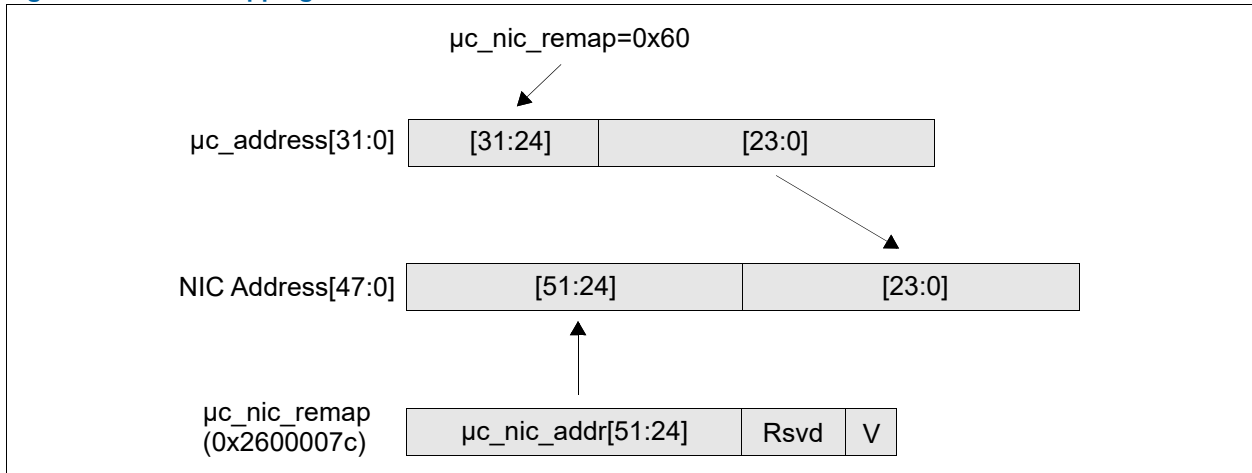 µc_nic_remap=0x60
µc_address[31:0] [31:24] [23:0]
NIC Address[47:0] [51:24] [23:0]
µc_nic_remap
(0x2600007c)
µc_nic_addr[51:24] Rsvd V